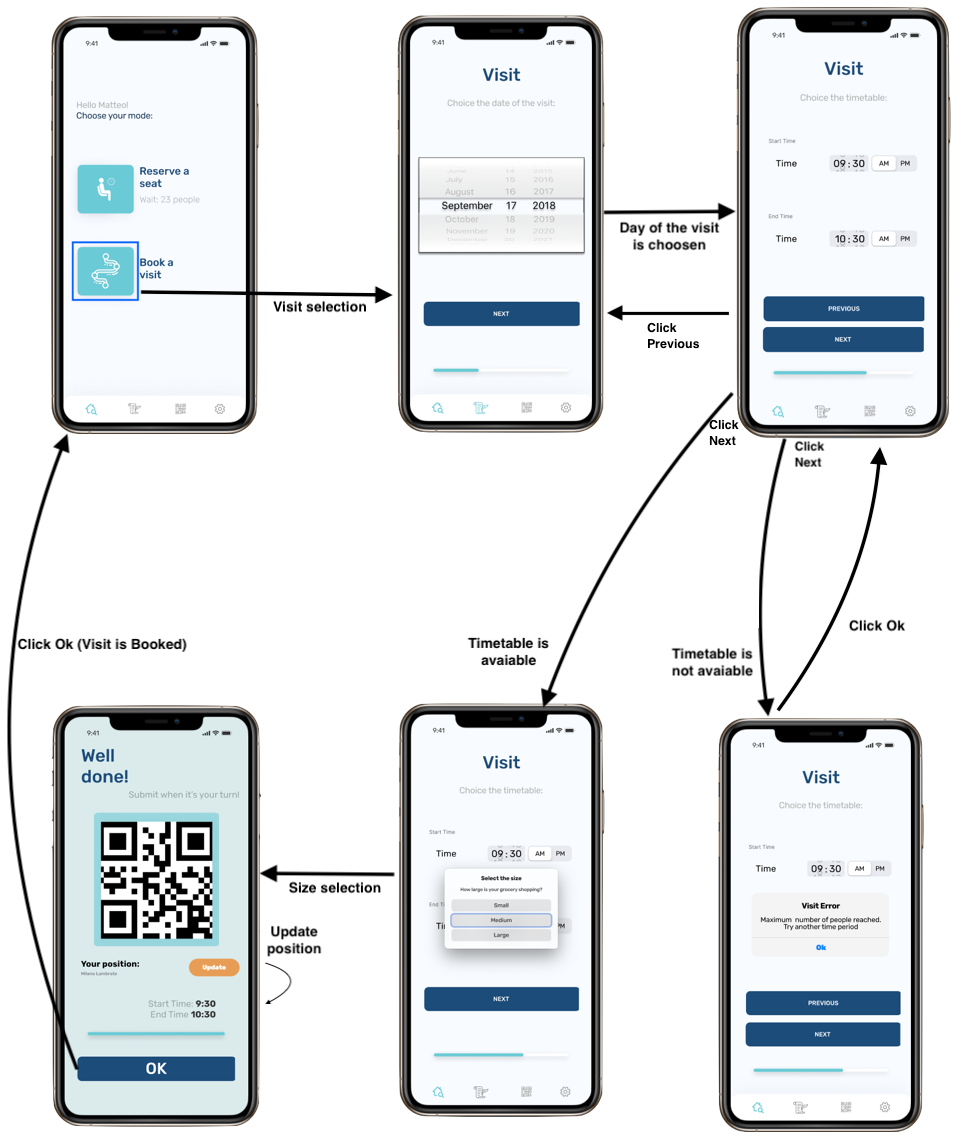 9:41
Hello Matteo!
Choose your mode:
Reserve a
seat
Wait: 23 people
Book a
visit
Visit selection
9:41
Visit
Choice the date of the visit:
June 14 2015
July 15 2016
August 16 2017
September 17 2018
October 18 2019
November 19 2020
December 20 2021
NEXT
Day of the visit
is choosen
Click
Previous
9:41
Visit
Choice the timetable:
Start Time
Time 09 : 30 AM PM
End Time
Time 10 : 30 AM PM
PREVIOUS
NEXT
Click
Next
Click
Next
Click Ok (Visit is Booked)
Timetable is
avaiable
Timetable is
not avaiable
Click Ok
9:41
Well
done!
Submit when it's your turn!
Your position:
Milano Lambrate
Update
Start Time: 9:30
End Time 10:30
OK
Size selection
Update
position
9:41
Visit
Choice the timetable:
Start Time
Time 09 : 30 AM PM
Select the size
How large is your grocery shopping?
Small
Medium
Large
End Ti
Ti PM
NEXT
9:41
Visit
Choice the timetable:
Start Time
Time 09 : 30 AM PM
Visit Error
Maximum number of people reached.
Try another time period
Ok
PREVIOUS
NEXT